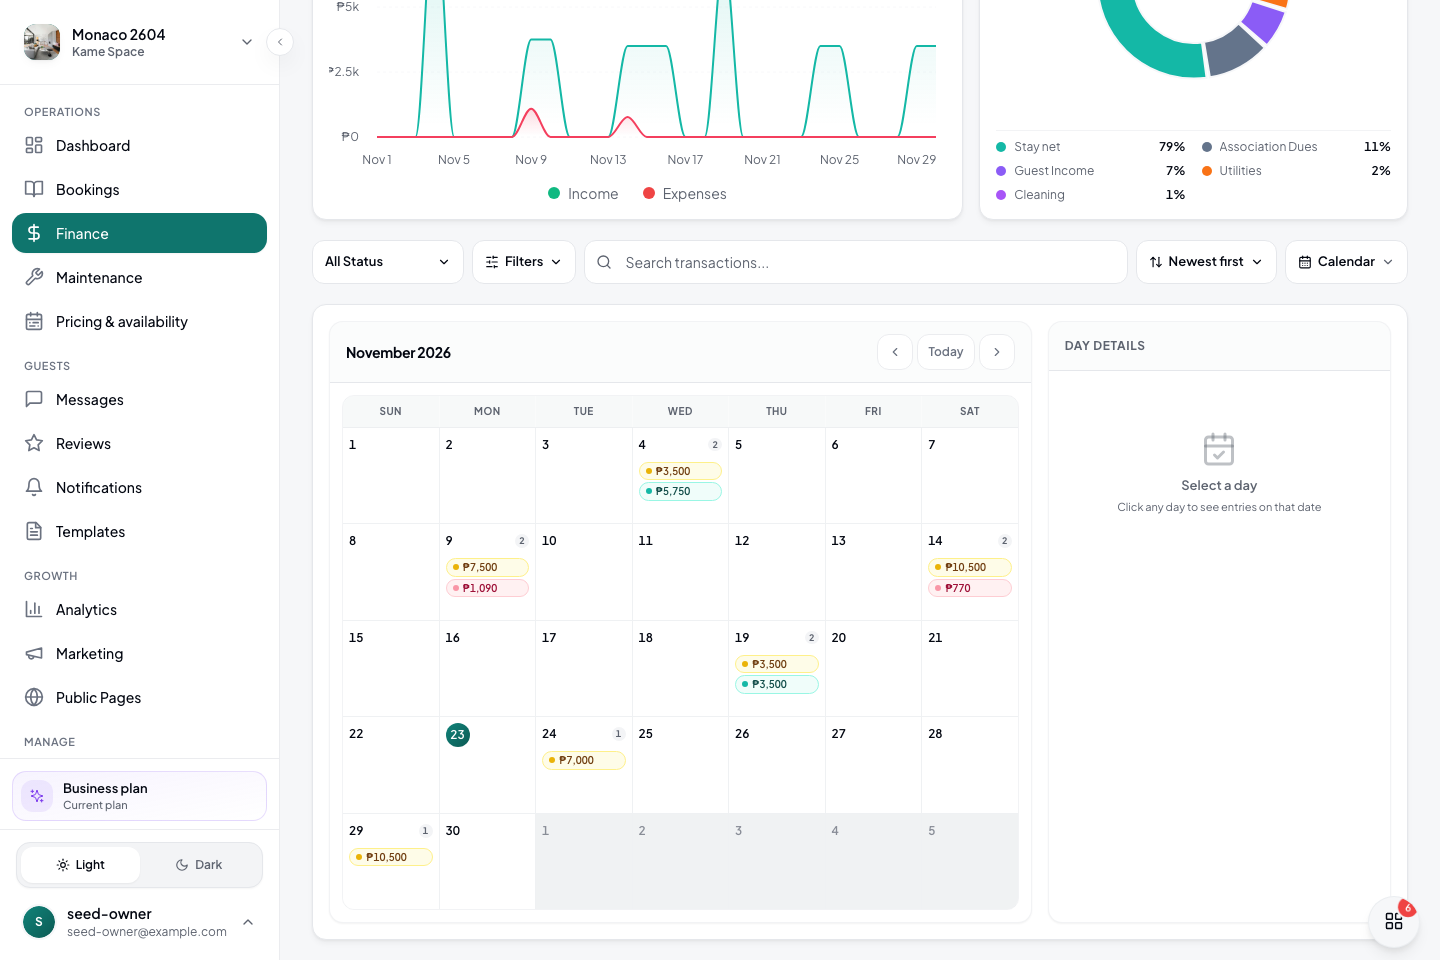 Monaco 2604
Kame Space
OPERATIONS
Dashboard
Bookings
Finance
Maintenance
Pricing & availability
GUESTS
Messages
Reviews
Notifications
Templates
GROWTH
Analytics
Marketing
Public Pages
MANAGE
Business plan
Current plan
Light
Dark
S
seed-owner
seed-owner@example.com
₱5k
₱2.5k
₱0
Nov 1
Nov 5
Nov 9
Nov 13
Nov 17
Nov 21
Nov 25
Nov 29
Income
Expenses
Stay net 79%
Association Dues 11%
Guest Income 7%
Utilities 2%
Cleaning 1%
All Status
Filters
Search transactions...
Newest first
Calendar
November 2026
Today
SUN MON TUE WED THU FRI SAT
1 2 3 4 2 5 6 7
₱3,500
₱5,750
8 9 2 10 11 12 13 14 2
₱7,500 ₱10,500
₱1,090 ₱770
15 16 17 18 19 2 20 21
₱3,500
₱3,500
22 23 24 1 25 26 27 28
₱7,000
29 1 30 1 2 3 4 5
₱10,500
DAY DETAILS
Select a day
Click any day to see entries on that date
6